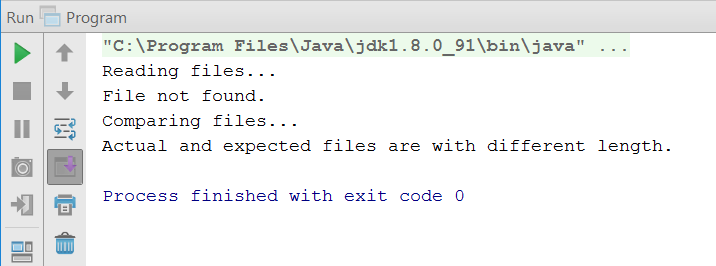 Run Program
"C:\Program Files\Java\jdk1.8.0_91\bin\java" ...
Reading files...
File not found.
Comparing files...
Actual and expected files are with different length.
Process finished with exit code 0